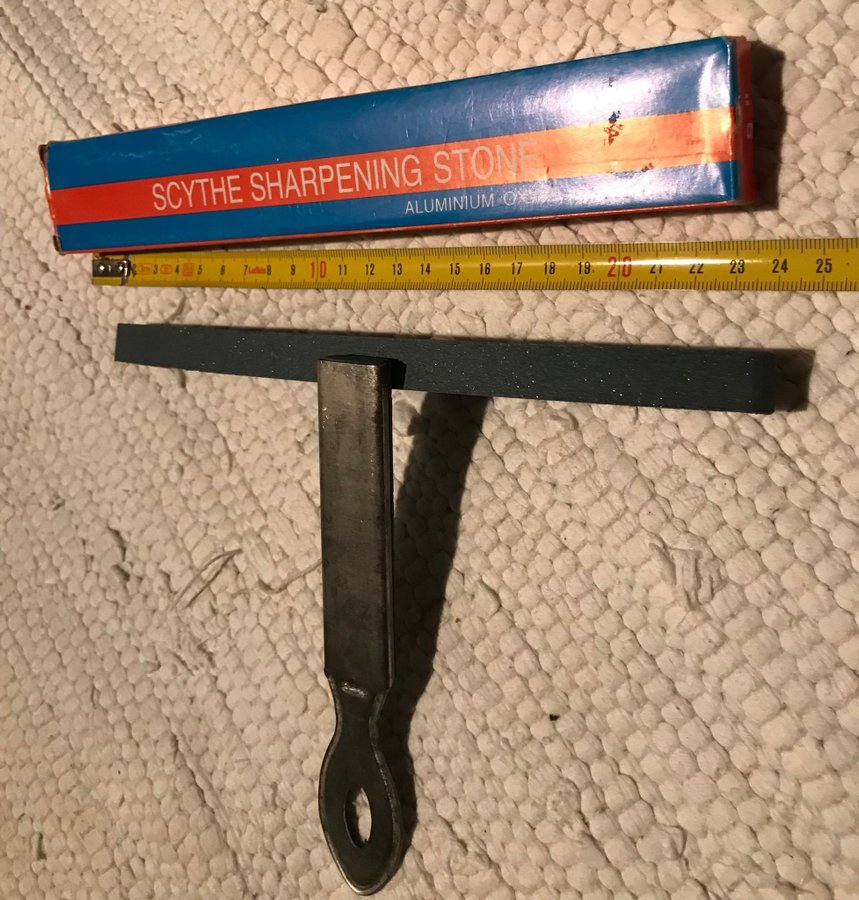 SCYTHE SHARPENING STONE
ALUMINIUM
3 4 5 6 7 Lufkin 8 9 10 11 12 13 14 15 16 17 18 19 20 21 22 23 24 25